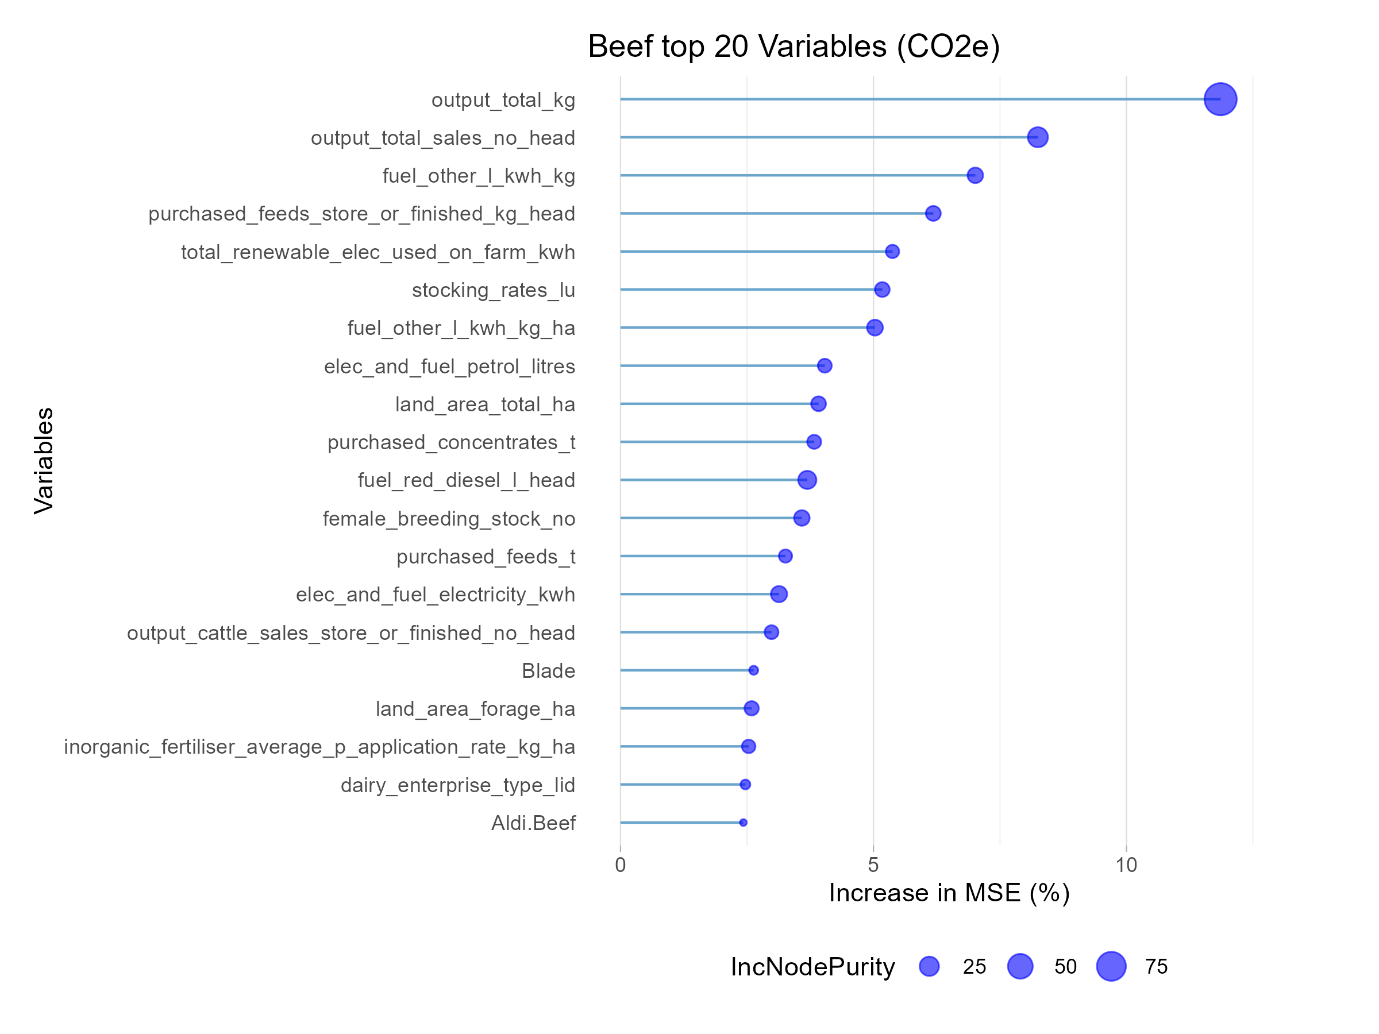 Beef top 20 Variables (CO2e)
output_total_kg
output_total_sales_no_head
fuel_other_l_kwh_kg
purchased_feeds_store_or_finished_kg_head
total_renewable_elec_used_on_farm_kwh
stocking_rates_lu
fuel_other_l_kwh_kg_ha
elec_and_fuel_petrol_litres
land_area_total_ha
purchased_concentrates_t
fuel_red_diesel_l_head
female_breeding_stock_no
purchased_feeds_t
elec_and_fuel_electricity_kwh
output_cattle_sales_store_or_finished_no_head
Blade
land_area_forage_ha
inorganic_fertiliser_average_p_application_rate_kg_ha
dairy_enterprise_type_lid
Aldi.Beef
Variables
0 5 10
Increase in MSE (%)
IncNodePurity 25 50 75